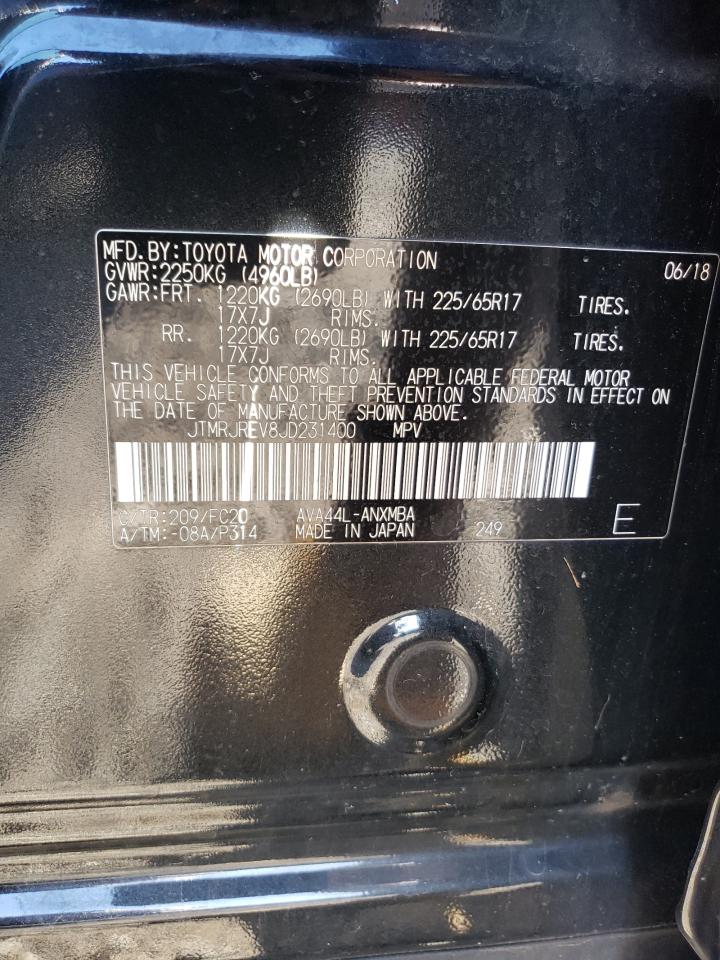 MFD.BY:TOYOTA MOTOR CORPORATION 06/18
GVWR:2250KG (4960LB)
GAWR:FRT. 1220KG (2690LB) WITH 225/65R17 TIRES.
17X7J RIMS.
RR. 1220KG (2690LB) WITH 225/65R17 TIRES.
17X7J RIMS.
THIS VEHICLE CONFORMS TO ALL APPLICABLE FEDERAL MOTOR
VEHICLE SAFETY AND THEFT PREVENTION STANDARDS IN EFFECT ON
THE DATE OF MANUFACTURE SHOWN ABOVE.
JTMRJREV8JD231400 MPV
C/TR:209/FC20 AVA44L-ANXMBA
A/TM:-08A/P314 MADE IN JAPAN 249 E